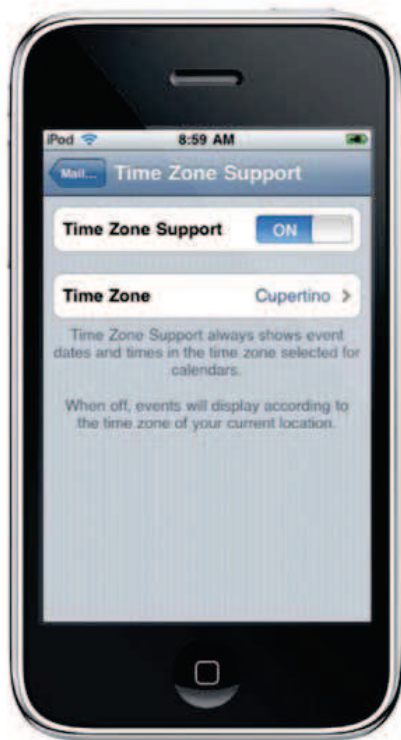 iPod 8:59 AM
Mail... Time Zone Support
Time Zone Support ON
Time Zone Cupertino
Time Zone Support always shows event
dates and times in the time zone selected for
calendars.
When off, events will display according to
the time zone of your current location.